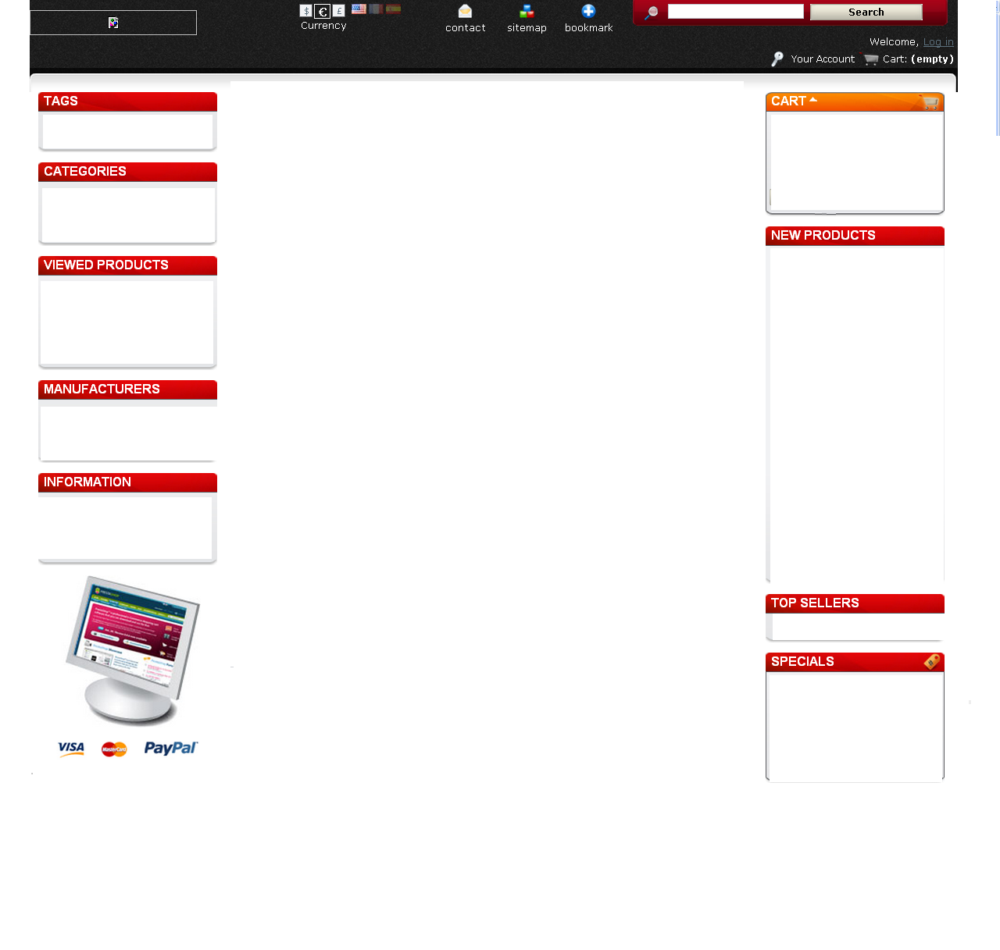 $ € £
Currency
contact sitemap bookmark
Search
Welcome, Log in
Your Account Cart: (empty)
TAGS
CATEGORIES
VIEWED PRODUCTS
MANUFACTURERS
INFORMATION
VISA MasterCard PayPal
CART
NEW PRODUCTS
TOP SELLERS
SPECIALS